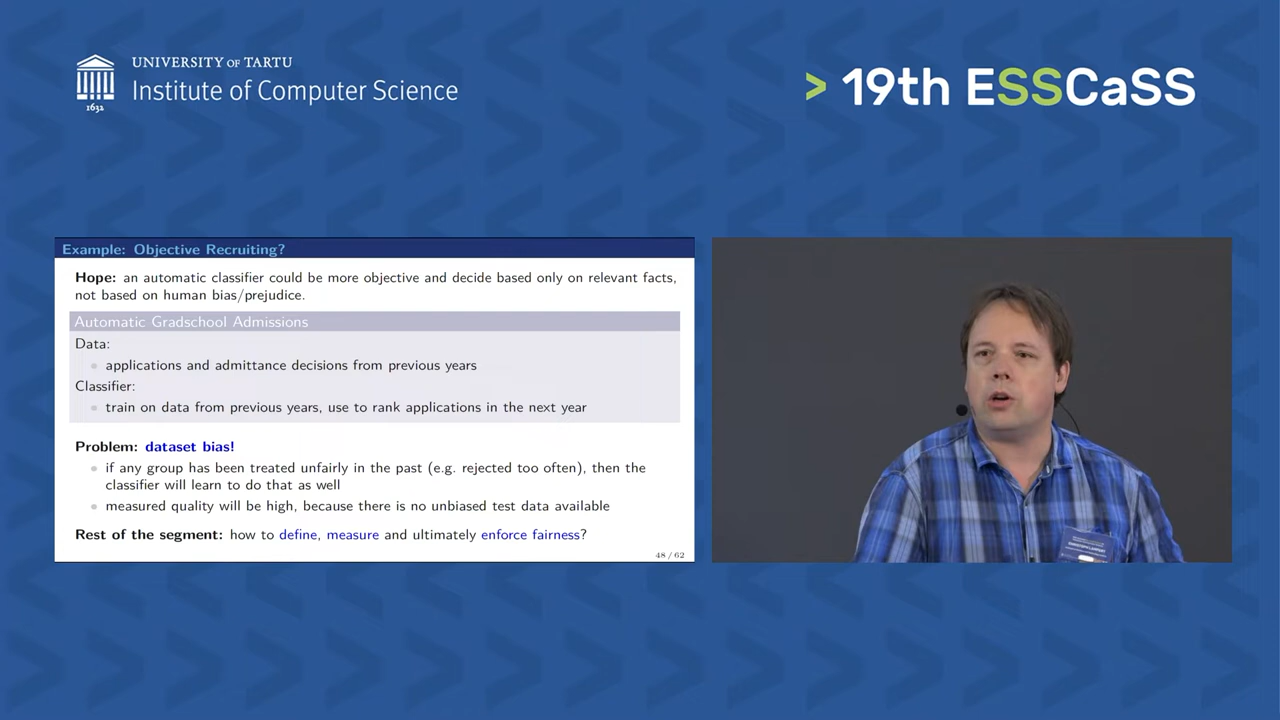 UNIVERSITY OF TARTU
Institute of Computer Science
1632
> 19th ESSCaSS
Example: Objective Recruiting?
Hope: an automatic classifier could be more objective and decide based only on relevant facts,
not based on human bias/prejudice.
Automatic Gradschool Admissions
Data:
applications and admittance decisions from previous years
Classifier:
train on data from previous years, use to rank applications in the next year
Problem: dataset bias!
if any group has been treated unfairly in the past (e.g. rejected too often), then the
classifier will learn to do that as well
measured quality will be high, because there is no unbiased test data available
Rest of the segment: how to define, measure and ultimately enforce fairness?
48 / 62